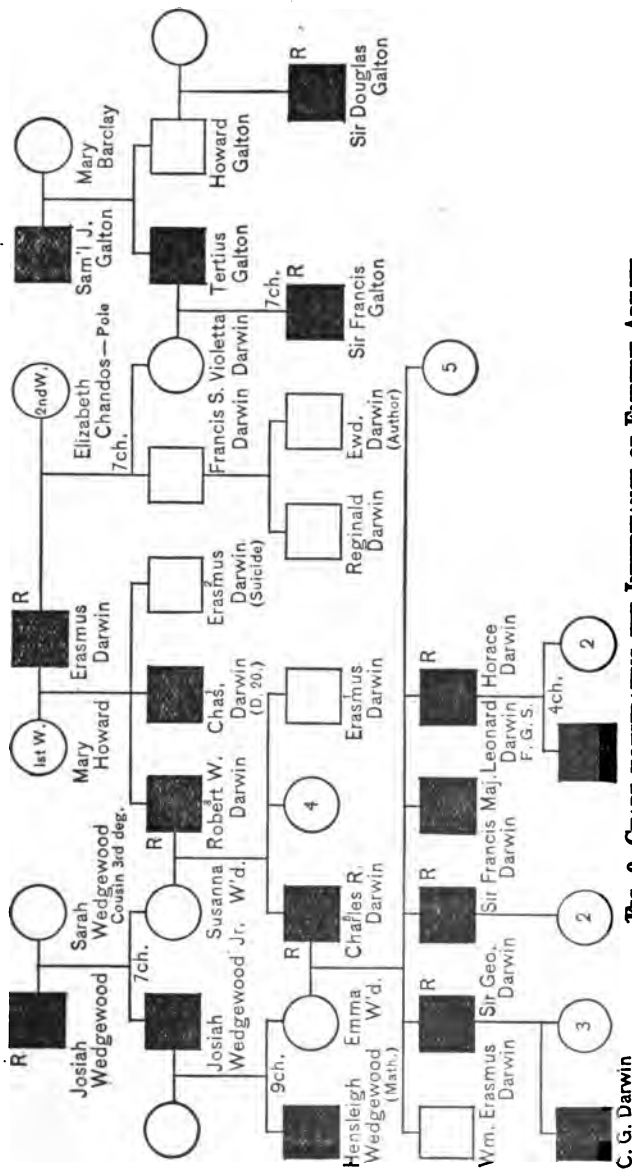 R
Josiah
Wedgewood
Sarah
Wedgewood
Cousin 3rd deg.
7ch.
1st W.
Mary
Howard
R
Erasmus
Darwin
2nd W.
Elizabeth
Chandos—Pole
7ch.
Sam'l J.
Galton
Mary
Barclay
Josiah
Wedgewood Jr.
Susanna
W'd.
R
Robert W.
3
Darwin
Chas.
1
Darwin
(D. 20.)
Erasmus
2
Darwin
(Suicide)
Francis S.
Darwin
Violetta
Darwin
Tertius
Galton
Howard
Galton
9ch.
Hensleigh
Wedgewood
(Math.)
Emma
W'd.
R
Charles R.
Darwin
4
Erasmus
Darwin
Reginald
Darwin
Ewd.
Darwin
(Author)
7ch.
R
Sir Francis
Galton
R
Sir Douglas
Galton
Wm. Erasmus
Darwin
R
Sir Geo.
Darwin
R
Sir Francis
Darwin
Maj. Leonard
Darwin
F. G. S.
R
Horace
Darwin
5
C. G. Darwin
3
2
4ch.
2